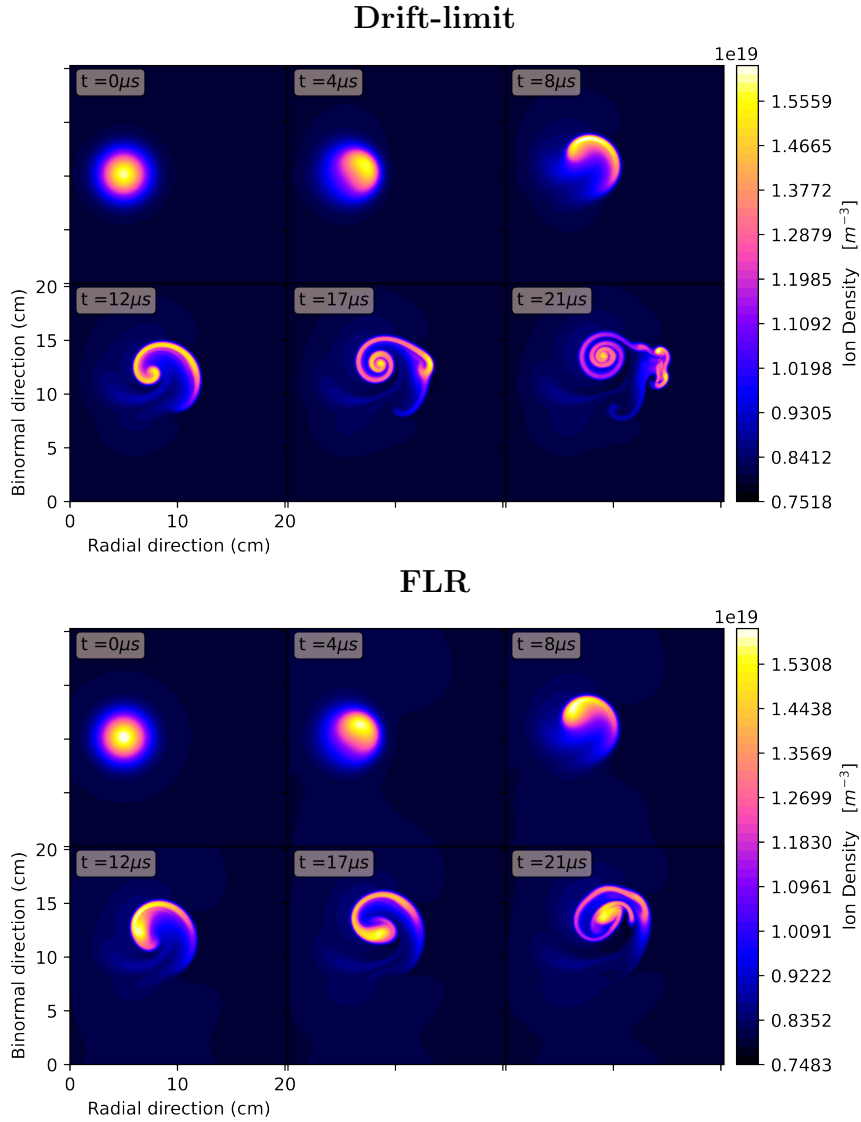 Drift-limit
1e19
t =0μs
t =4μs
t =8μs
1.5559
1.4665
1.3772
1.2879
1.1985
1.1092
1.0198
0.9305
0.8412
0.7518
Ion Density [m⁻³]
t =12μs
t =17μs
t =21μs
20
15
10
5
0
Binormal direction (cm)
0
10
20
Radial direction (cm)
FLR
1e19
t =0μs
t =4μs
t =8μs
1.5308
1.4438
1.3569
1.2699
1.1830
1.0961
1.0091
0.9222
0.8352
0.7483
Ion Density [m⁻³]
t =12μs
t =17μs
t =21μs
20
15
10
5
0
Binormal direction (cm)
0
10
20
Radial direction (cm)